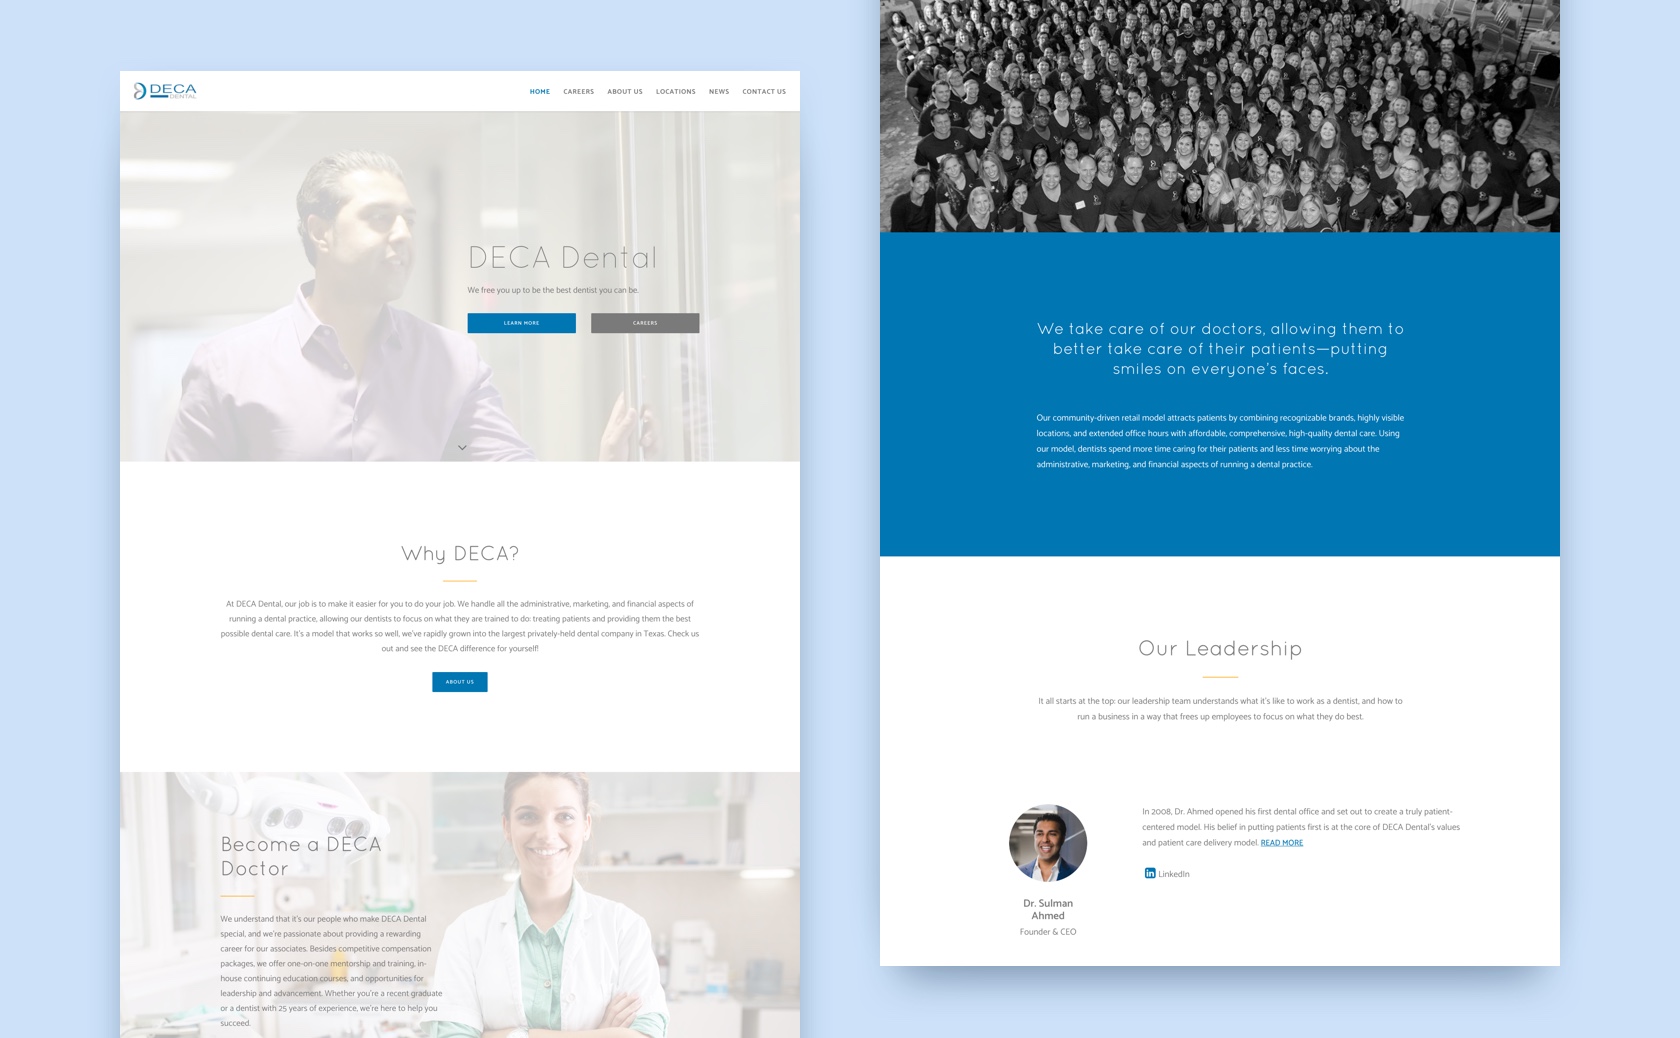 DECA
DENTAL
HOME CAREERS ABOUT US LOCATIONS NEWS CONTACT US
DECA Dental
We free you up to be the best dentist you can be.
LEARN MORE CAREERS
Why DECA?
At DECA Dental, our job is to make it easier for you to do your job. We handle all the administrative, marketing, and financial aspects of
running a dental practice, allowing our dentists to focus on what they are trained to do: treating patients and providing them the best
possible dental care. It's a model that works so well, we've rapidly grown into the largest privately-held dental company in Texas. Check us
out and see the DECA difference for yourself!
ABOUT US
Become a DECA
Doctor
We understand that it's our people who make DECA Dental
special, and we're passionate about providing a rewarding
career for our associates. Besides competitive compensation
packages, we offer one-on-one mentorship and training, in-
house continuing education courses, and opportunities for
leadership and advancement. Whether you're a recent graduate
or a dentist with 25 years of experience, we're here to help you
succeed.
We take care of our doctors, allowing them to
better take care of their patients—putting
smiles on everyone's faces.
Our community-driven retail model attracts patients by combining recognizable brands, highly visible
locations, and extended office hours with affordable, comprehensive, high-quality dental care. Using
our model, dentists spend more time caring for their patients and less time worrying about the
administrative, marketing, and financial aspects of running a dental practice.
Our Leadership
It all starts at the top: our leadership team understands what it's like to work as a dentist, and how to
run a business in a way that frees up employees to focus on what they do best.
In 2008, Dr. Ahmed opened his first dental office and set out to create a truly patient-
centered model. His belief in putting patients first is at the core of DECA Dental's values
and patient care delivery model. READ MORE
in LinkedIn
Dr. Sulman
Ahmed
Founder & CEO